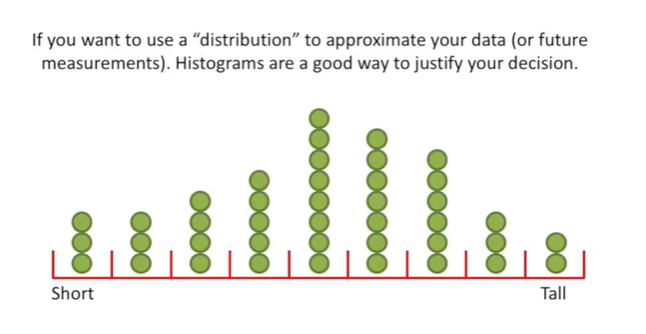 If you want to use a “distribution” to approximate your data (or future
measurements). Histograms are a good way to justify your decision.
Short
Tall